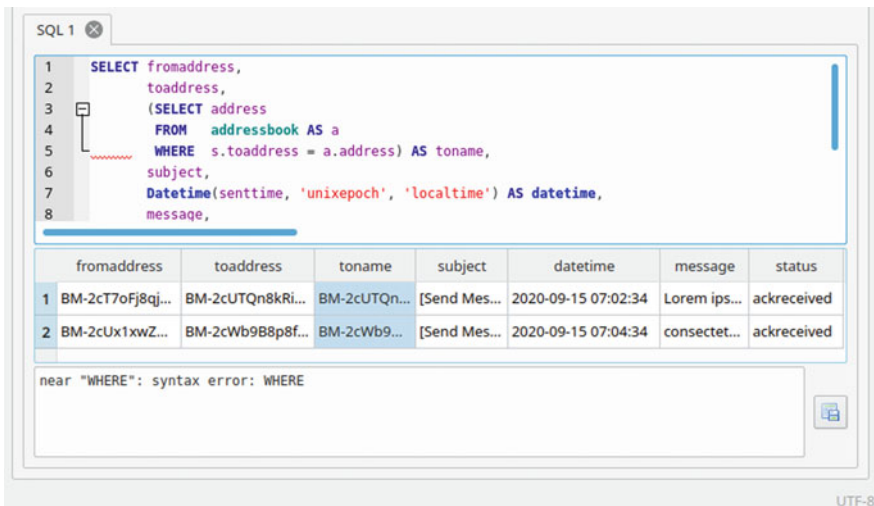 SQL 1
1 SELECT fromaddress,
2 toaddress,
3 (SELECT address
4 FROM addressbook AS a
5 WHERE s.toaddress = a.address) AS toname,
6 subject,
7 Datetime(senttime, 'unixepoch', 'localtime') AS datetime,
8 message,
fromaddress toaddress toname subject datetime message status
1 BM-2cT7oFj8qj... BM-2cUTQn8kRi... BM-2cUTQn... [Send Mes... 2020-09-15 07:02:34 Lorem ips... ackreceived
2 BM-2cUx1xwZ... BM-2cWb9B8p8f... BM-2cWb9... [Send Mes... 2020-09-15 07:04:34 consectet... ackreceived
near "WHERE": syntax error: WHERE
UTF-8